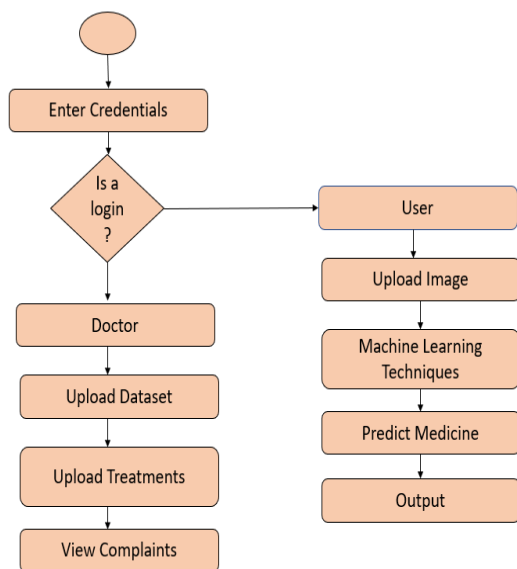 Enter Credentials
Is a
login
?
User
Upload Image
Machine Learning
Techniques
Predict Medicine
Output
Doctor
Upload Dataset
Upload Treatments
View Complaints